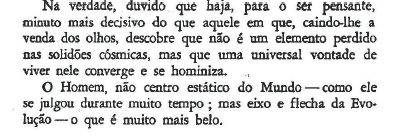 Na verdade, duvido que haja, para o ser pensante,
minuto mais decisivo do que aquele em que, caindo-lhe a
venda dos olhos, descobre que não é um elemento perdido
nas solidões cósmicas, mas que uma universal vontade de
viver nele converge e se hominiza.
O Homem, não centro estático do Mundo — como ele
se julgou durante muito tempo ; mas eixo e flecha da Evo-
lução — o que é muito mais belo.